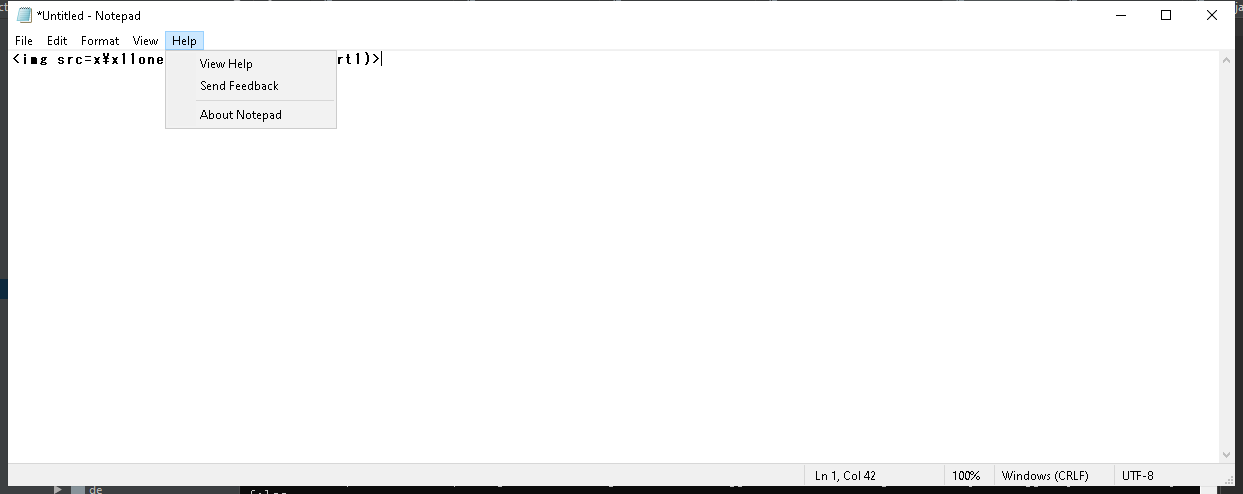 *Untitled - Notepad
File Edit Format View Help
<img src=x¥x11one rt1)>
View Help
Send Feedback
About Notepad
Ln 1, Col 42 100% Windows (CRLF) UTF-8
de